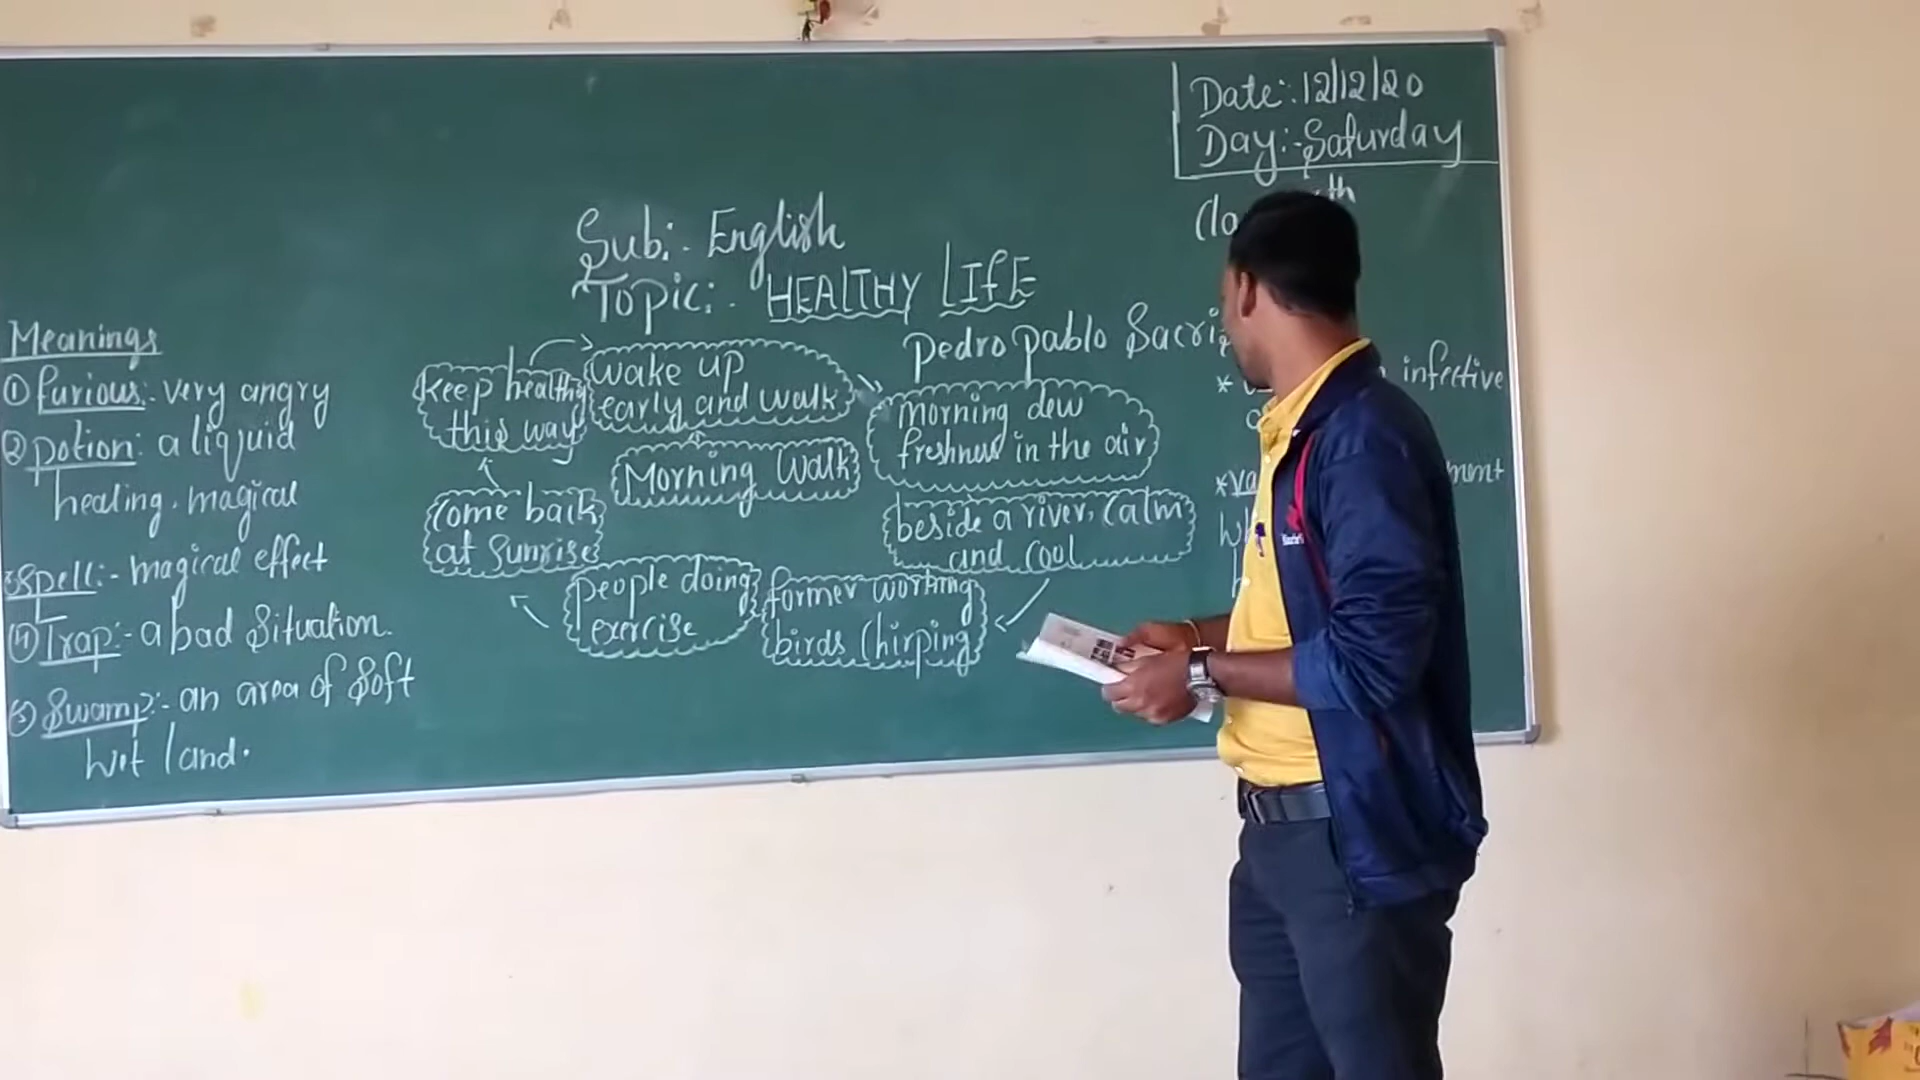 Date:.12/12/20
Day:-Saturday
th
Sub:. English
Topic:. HEALTHY LIFE
Pedro pablo Sacri
Meanings
① furious: very angry
② potion: a liquid
healing. magical
Spell:- magical effect
④ Trap:- a bad Situation.
⑤ Swamp:- an area of Soft
Wet land.
keep healthy
this way
wake up
early and walk
morning dew
freshness in the air
Morning Walk
beside a river, Calm
and cool
former working
birds Chirping
people doing
exercise
come back
at Sunrise
infective